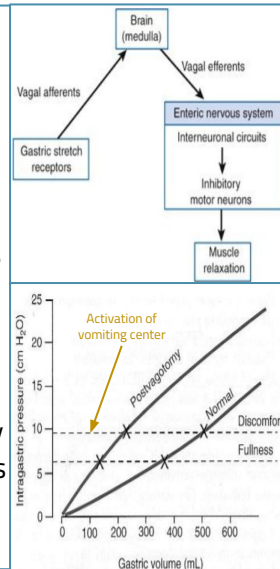 Brain
(medulla)
Vagal efferents
Vagal afferents
Enteric nervous system
Interneuronal circuits
Gastric stretch
receptors
Inhibitory
motor neurons
Muscle
relaxation
Intragastric pressure (cm H₂O)
25
20
15
10
5
0
Activation of
vomiting center
Postvagotomy
Normal
Discomfor
Fullness
0 100 200 300 400 500 600
Gastric volume (mL)